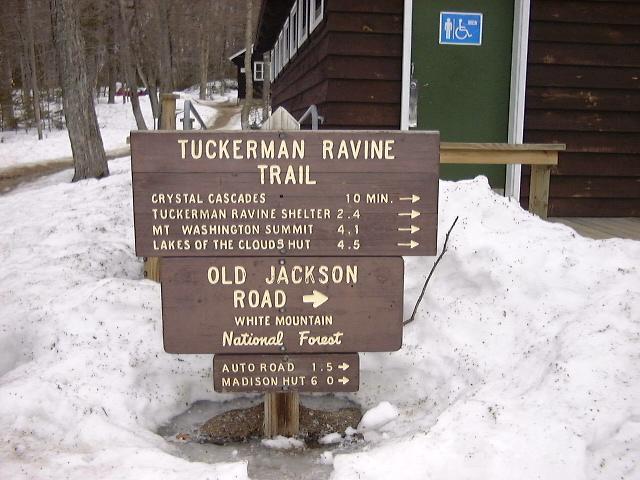 TUCKERMAN RAVINE
TRAIL
CRYSTAL CASCADES 10 MIN. →
TUCKERMAN RAVINE SHELTER 2.4 →
MT WASHINGTON SUMMIT 4.1 →
LAKES OF THE CLOUDS HUT 4.5 →
OLD JACKSON
ROAD →
WHITE MOUNTAIN
National Forest
AUTO ROAD 1.5 →
MADISON HUT 6 0 →